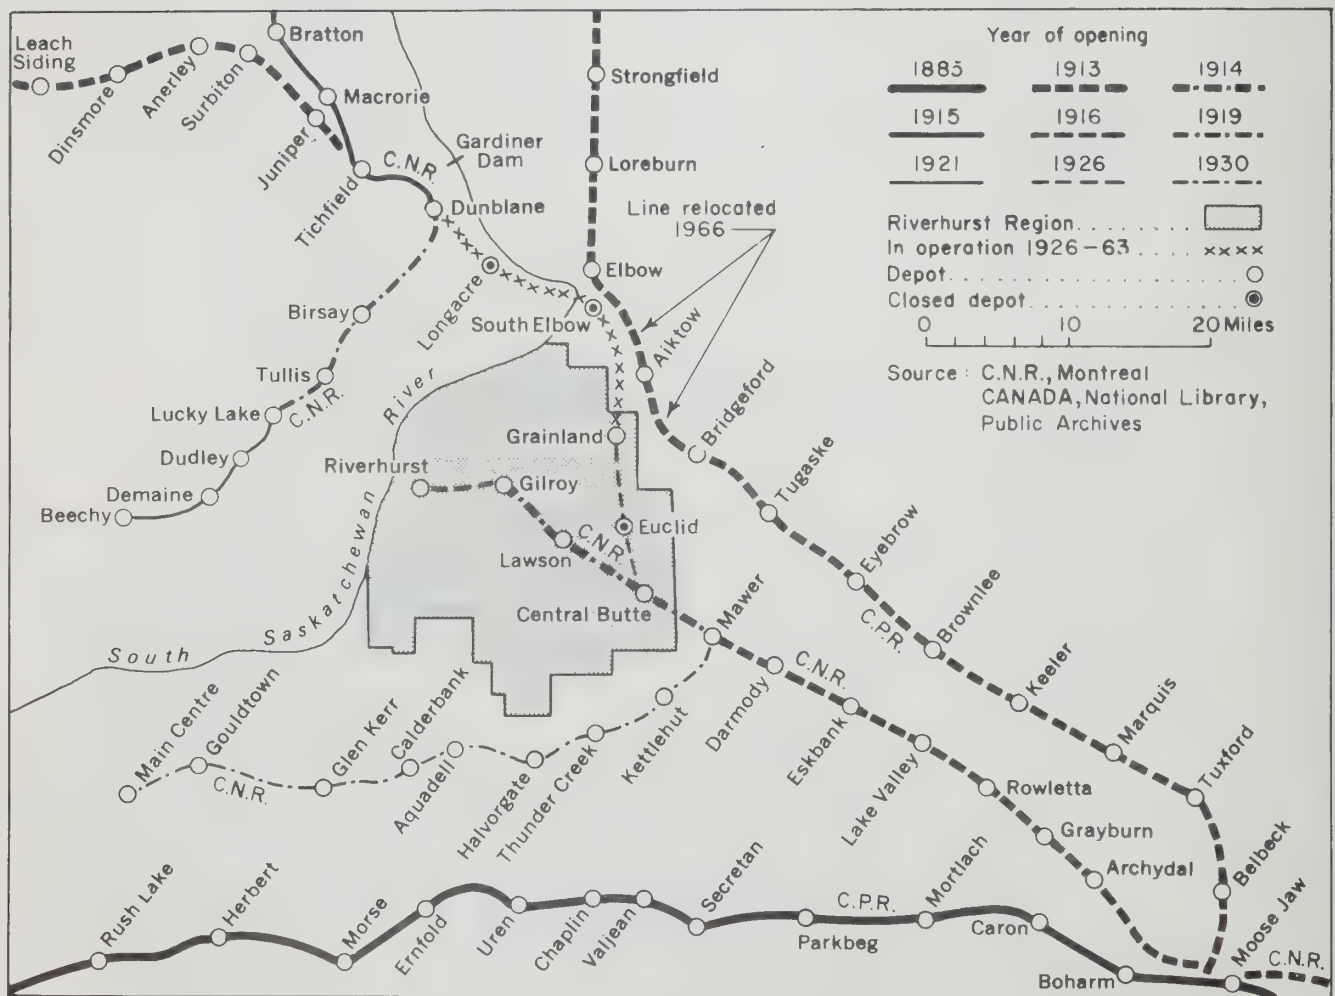 Year of opening
1885 1913 1914
1915 1916 1919
1921 1926 1930
Riverhurst Region
In operation 1926-63
Depot
Closed depot
0 10 20 Miles
Source: C.N.R., Montreal
CANADA, National Library,
Public Archives
Leach
Siding
Dinsmore
Anerley
Surbiton
Juniper
Bratton
Macrorie
Tichfield
C.N.R.
Dunblane
Gardiner
Dam
Strongfield
Loreburn
Line relocated
1966
Elbow
Longacre
South Elbow
Aiktow
Birsay
Tullis
C.N.R.
Lucky Lake
Dudley
Demaine
Beechy
South Saskatchewan River
Grainland
Riverhurst
Gilroy
Euclid
C.N.R.
Lawson
Central Butte
Bridgeford
Tugaske
Eyebrow
C.P.R.
Brownlee
Keeler
Marquis
Tuxford
Belbeck
Mawer
Darmody
C.N.R.
Eskbank
Lake Valley
Rowletta
Grayburn
Archydal
Main Centre
Gouldtown
C.N.R.
Glen Kerr
Calderbank
Aquadell
Halvorgate
Thunder Creek
Kettlehut
Rush Lake
Herbert
Morse
Ernfold
Uren
Chaplin
Valjean
Secretan
Parkbeg
C.P.R.
Mortlach
Caron
Boharm
Moose Jaw
C.N.R.